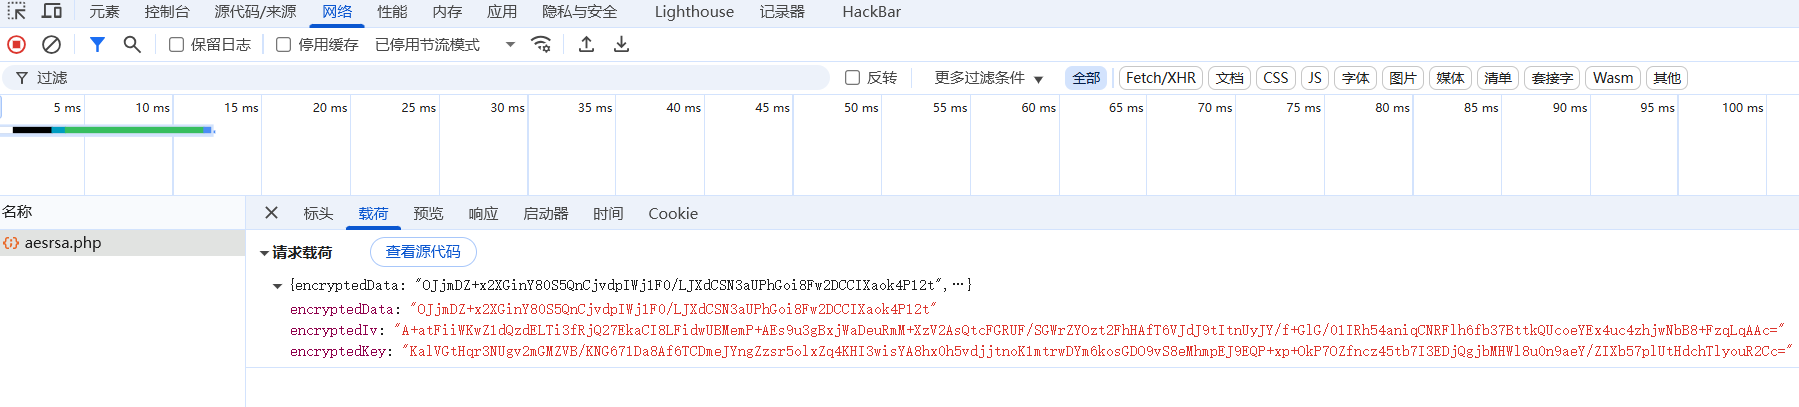 元素 控制台 源代码/来源 网络 性能 内存 应用 隐私与安全 Lighthouse 记录器 HackBar
保留日志 停用缓存 已停用节流模式
过滤 反转 更多过滤条件 全部 Fetch/XHR 文档 CSS JS 字体 图片 媒体 清单 套接字 Wasm 其他
5 ms 10 ms 15 ms 20 ms 25 ms 30 ms 35 ms 40 ms 45 ms 50 ms 55 ms 60 ms 65 ms 70 ms 75 ms 80 ms 85 ms 90 ms 95 ms 100 ms
名称 标头 载荷 预览 响应 启动器 时间 Cookie
aesrsa.php
请求载荷 查看源代码
{encryptedData: "OJjmDZ+x2XGinY80S5QnCjvdpIWj1F0/LJXdCSN3aUPhGoi8Fw2DCCIXaok4P12t",…}
encryptedData: "OJjmDZ+x2XGinY80S5QnCjvdpIWj1F0/LJXdCSN3aUPhGoi8Fw2DCCIXaok4P12t"
encryptedIv: "A+atFiiWKwZ1dQzdELTi3fRjQ27EkaCI8LFidwUBMemP+AEs9u3gBxjWaDeuRmM+XzV2AsQtcFGRUF/SGWrZYOzt2FhHAfT6VJdJ9tItnUyJY/f+GlG/01IRh54aniqCNRFlh6fb37BttkQUcoeYEx4uc4zhjwNbB8+FzqLqAAc="
encryptedKey: "KalVGtHqr3NUgv2mGMZVB/KNG671Da8Af6TCDmeJYngZzsr5olxZq4KHI3wisYA8hx0h5vdjjtnoK1mtrwDYm6kosGDO9vS8eMhmpEJ9EQP+xp+OkP7OZfncz45tb7I3EDjQgjbMHWl8u0n9aeY/ZIXb57plUtHdchTlyouR2Cc="